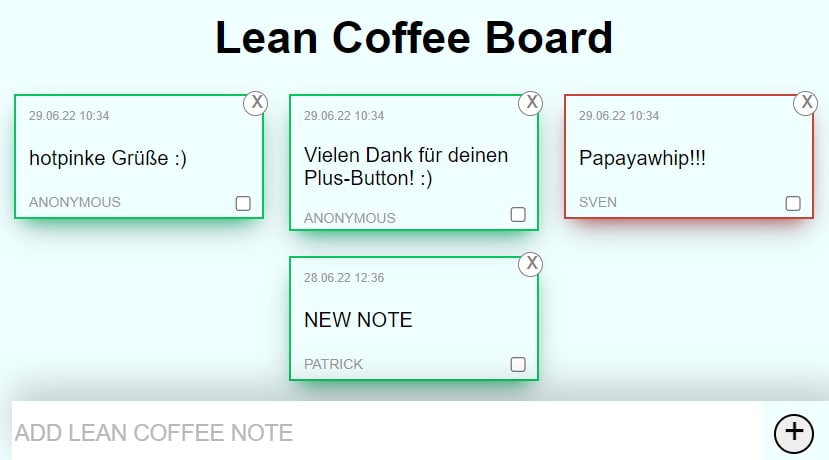 Lean Coffee Board
X
29.06.22 10:34
hotpinke Grüße :)
ANONYMOUS
X
29.06.22 10:34
Vielen Dank für deinen
Plus-Button! :)
ANONYMOUS
X
29.06.22 10:34
Papayawhip!!!
SVEN
X
28.06.22 12:36
NEW NOTE
PATRICK
ADD LEAN COFFEE NOTE
+